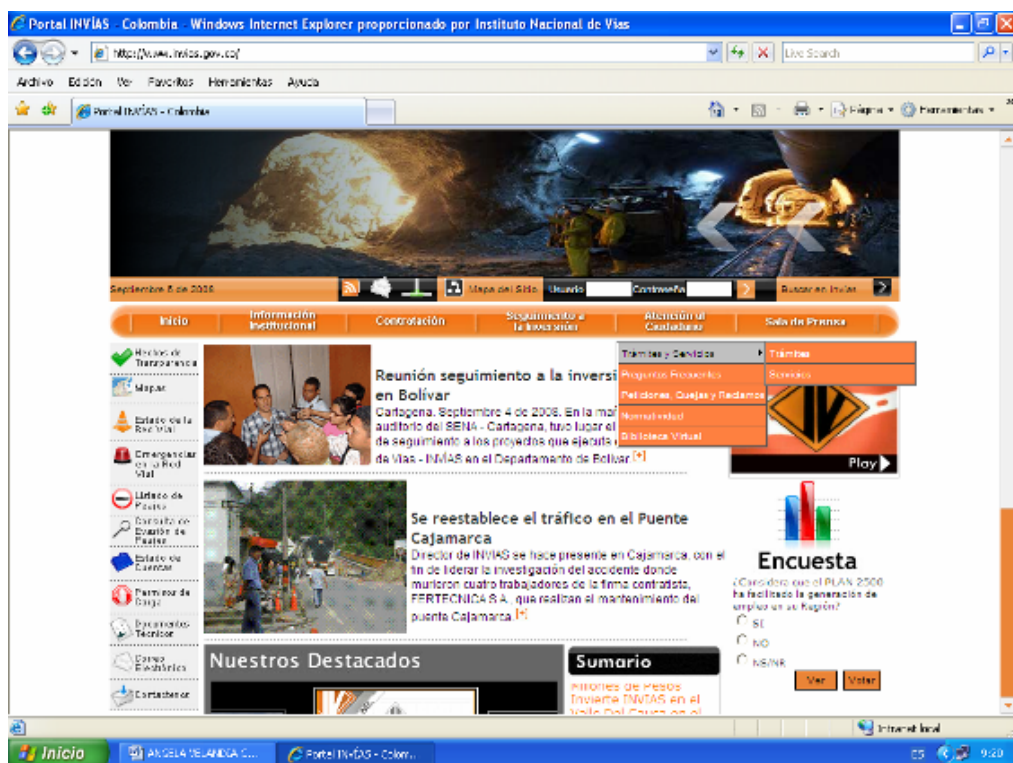 Portal INVÍAS - Colombia - Windows Internet Explorer proporcionado por Instituto Nacional de Vias
http://www.invias.gov.co/
Live Search
Archivo Edición Ver Favoritos Herramientas Ayuda
Portal INVÍAS - Colombia
Página
Herramientas
Septiembre 5 de 2008
Mapa del Sitio
Usuario
Contraseña
Buscar en Invías
Inicio
Información
Institucional
Contratación
Seguimiento a
la Inversión
Atención al
Ciudadano
Sala de Prensa
Trámites y Servicios
Trámites
Preguntas Frecuentes
Servicios
Peticiones, Quejas y Reclamos
Normatividad
Biblioteca Virtual
Hechos de
Transparencia
Mapas
Estado de la
Red Vial
Emergencias
en la Red
Vial
Listado de
Peajes
Consulta de
Evasión de
Peajes
Estado de
Cuentas
Permisos de
Carga
Documentos
Técnicos
Correo
Electrónico
Contáctenos
Reunión seguimiento a la inversi
en Bolívar
Cartagena. Septiembre 4 de 2008. En la mañ
auditorio del SENA - Cartagena, tuvo lugar el
de seguimiento a los proyectos que ejecuta
de Vías - INVÍAS en el Departamento de Bolívar.[+]
Se reestablece el tráfico en el Puente
Cajamarca
Director de INVIAS se hace presente en Cajamarca, con el
fin de liderar la investigación del accidente donde
murieron cuatro trabajadores de la firma contratista,
FERTECNICA S.A., que realizan el mantenimiento del
puente Cajamarca.[+]
Play
Encuesta
¿Considera que el PLAN 2500
ha facilitado la generación de
empleo en su Región?
SI
NO
NS/NR
Ver
Votar
Nuestros Destacados
Sumario
Millones de Pesos
Invierte INVIAS en el
Valle Del Cauca en el
Intranet local
Inicio
ANGELA VELANDIA C...
Portal INVÍAS - Colom...
ES
9:20